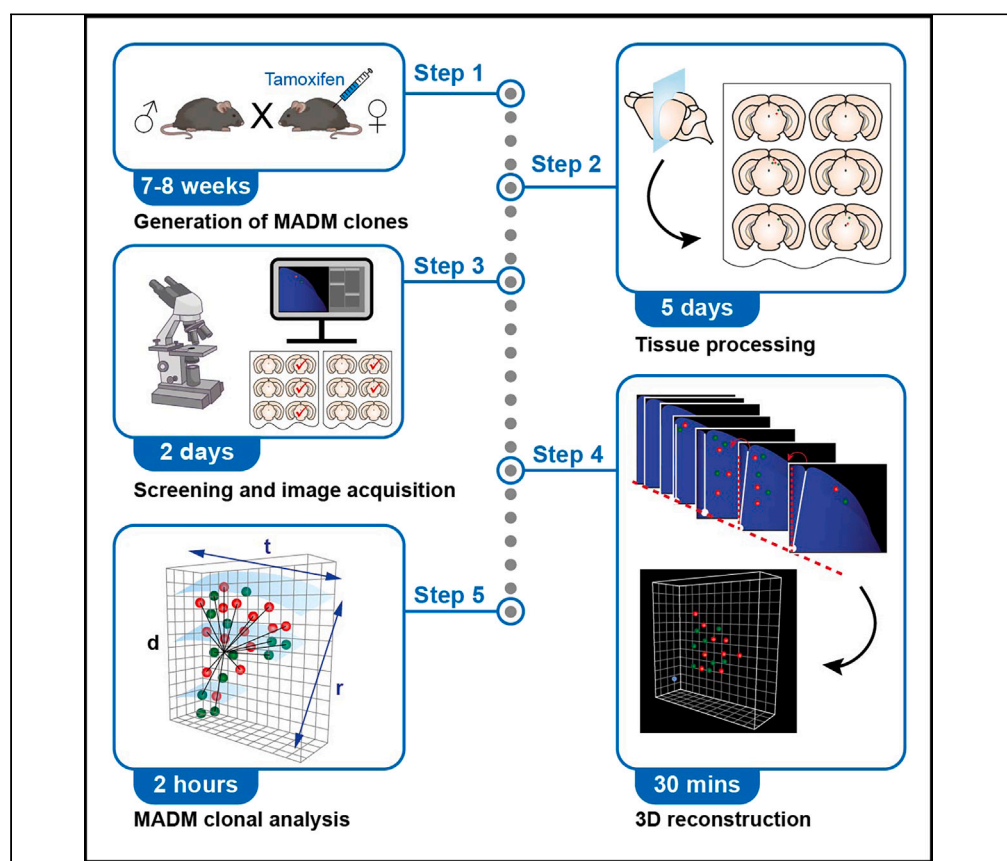 Step 1
Tamoxifen
♂ X ♀
7-8 weeks
Generation of MADM clones
Step 2
5 days
Tissue processing
Step 3
2 days
Screening and image acquisition
Step 4
30 mins
3D reconstruction
Step 5
t
d
r
2 hours
MADM clonal analysis